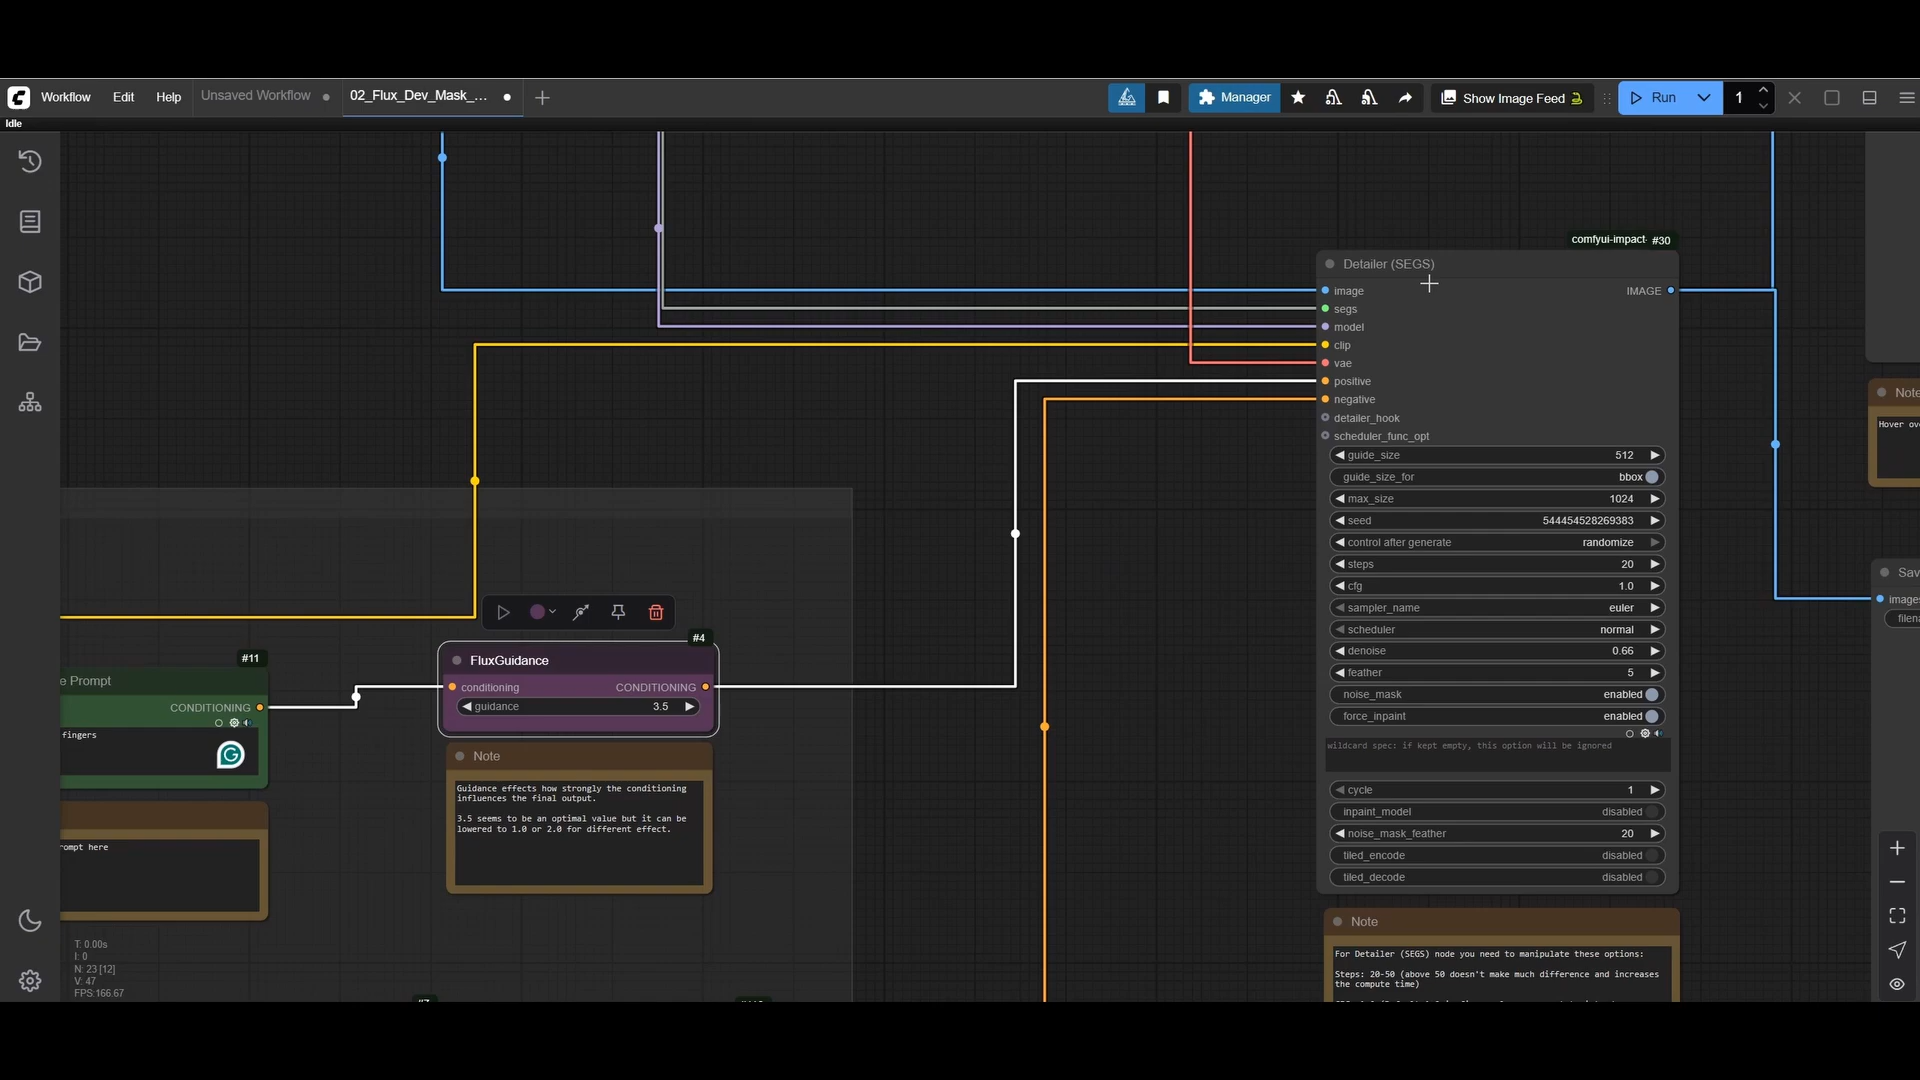 Workflow Edit Help Unsaved Workflow 02_Flux_Dev_Mask_... Manager Show Image Feed Run 1
Idle
comfyui-impact- #30
Detailer (SEGS)
image IMAGE
segs
model
clip
vae
positive
negative
detailer_hook
scheduler_func_opt
guide_size 512
guide_size_for bbox
max_size 1024
seed 544454528269383
control after generate randomize
steps 20
cfg 1.0
sampler_name euler
scheduler normal
denoise 0.66
feather 5
noise_mask enabled
force_inpaint enabled
wildcard spec: if kept empty, this option will be ignored
cycle 1
inpaint_model disabled
noise_mask_feather 20
tiled_encode disabled
tiled_decode disabled
Note
For Detailer (SEGS) node you need to manipulate these options:
Steps: 20-50 (above 50 doesn't make much difference and increases
the compute time)
#4
FluxGuidance
conditioning CONDITIONING
guidance 3.5
Note
Guidance effects how strongly the conditioning
influences the final output.
3.5 seems to be an optimal value but it can be
lowered to 1.0 or 2.0 for different effect.
#11
e Prompt
CONDITIONING
fingers
ompt here
Note
Hover ov
Sav
images
filena
T: 0.00s
I: 0
N: 23 [12]
V: 47
FPS:166.67